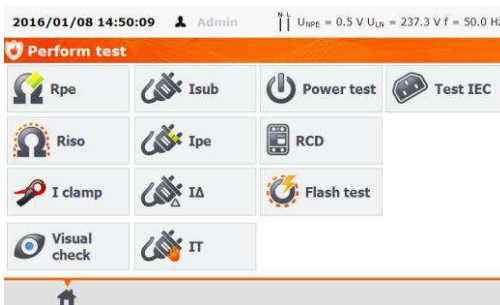 2016/01/08 14:50:09 Admin N L UNPE = 0.5 V ULN = 237.3 V f = 50.0 Hz
Perform test
Rpe Isub Power test Test IEC
Riso Ipe RCD
I clamp IΔ Flash test
Visual check IT